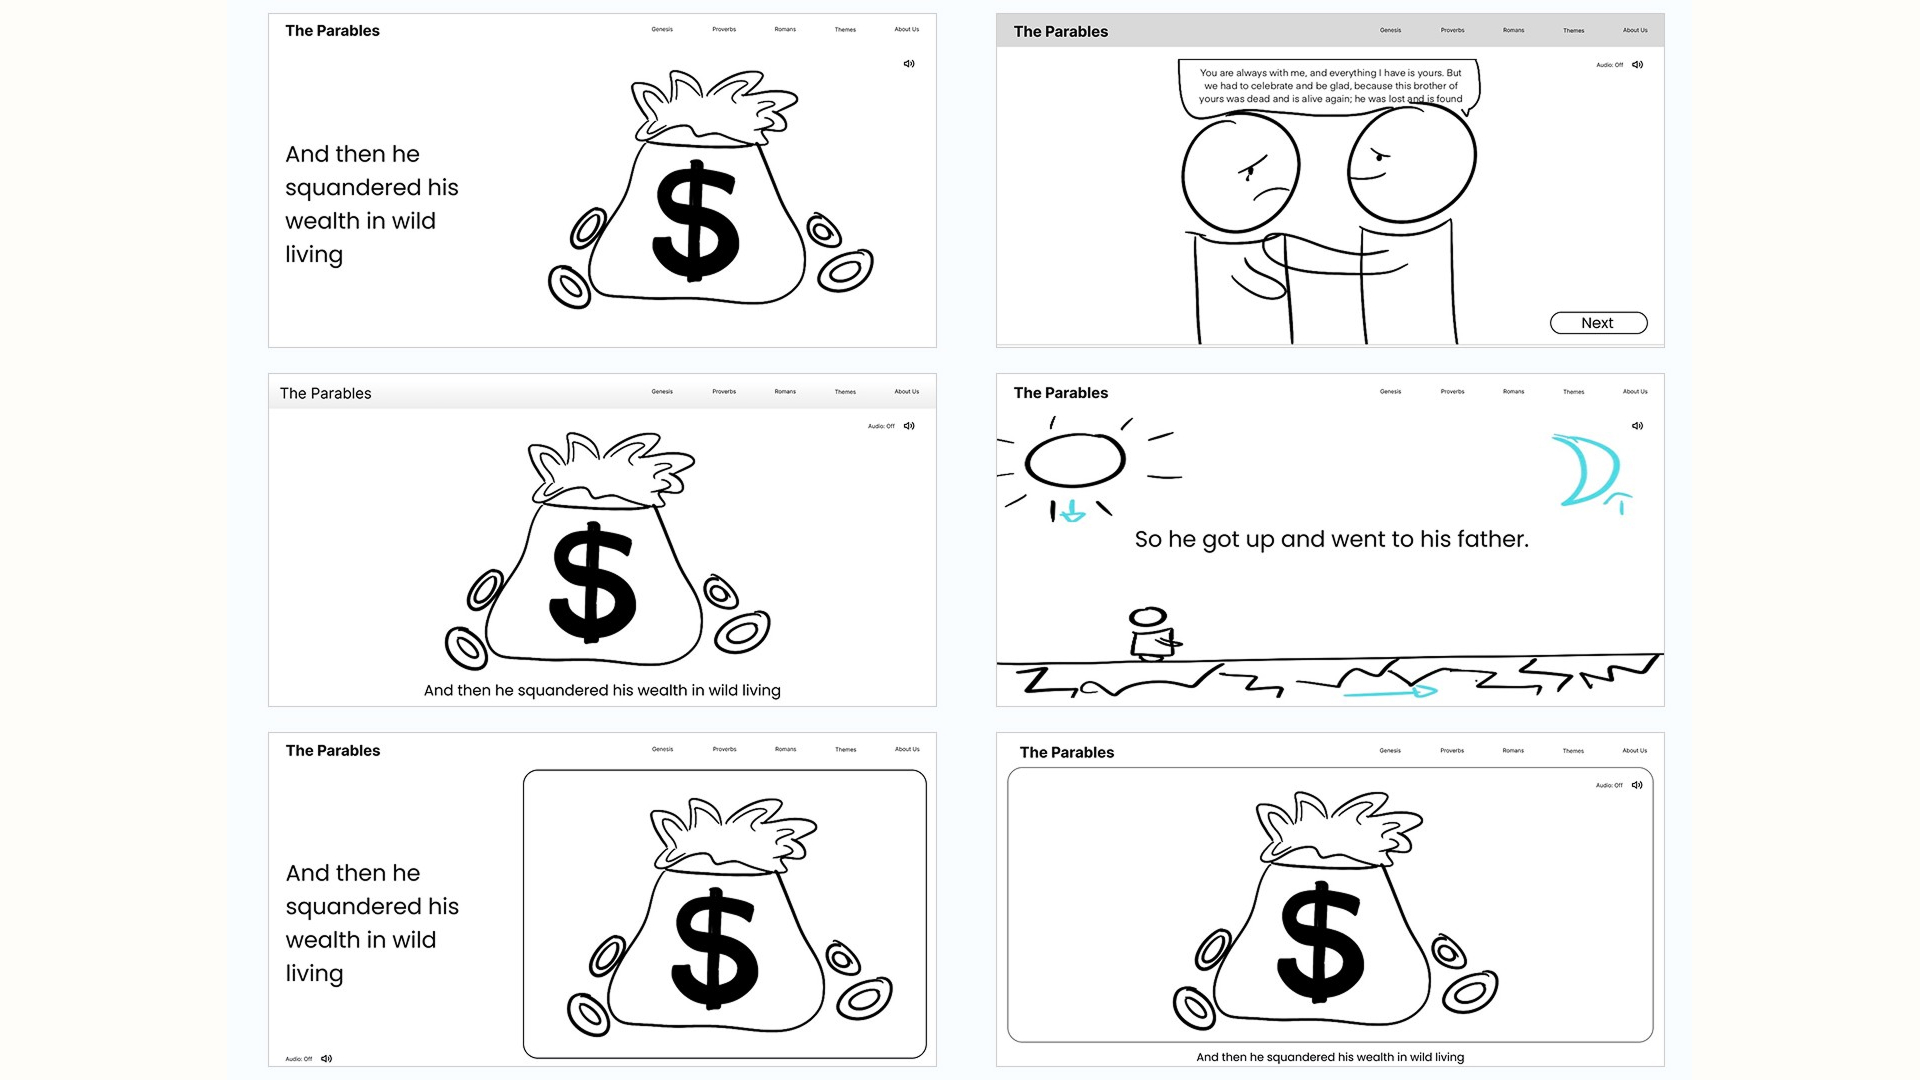 The Parables
Genesis Proverbs Romans Themes About Us
And then he
squandered his
wealth in wild
living
$
The Parables
Genesis Proverbs Romans Themes About Us
Audio: Off
You are always with me, and everything I have is yours. But
we had to celebrate and be glad, because this brother of
yours was dead and is alive again; he was lost and is found
Next
The Parables
Genesis Proverbs Romans Themes About Us
Audio: Off
$
And then he squandered his wealth in wild living
The Parables
Genesis Proverbs Romans Themes About Us
So he got up and went to his father.
The Parables
Genesis Proverbs Romans Themes About Us
And then he
squandered his
wealth in wild
living
$
Audio: Off
The Parables
Genesis Proverbs Romans Themes About Us
Audio: Off
$
And then he squandered his wealth in wild living